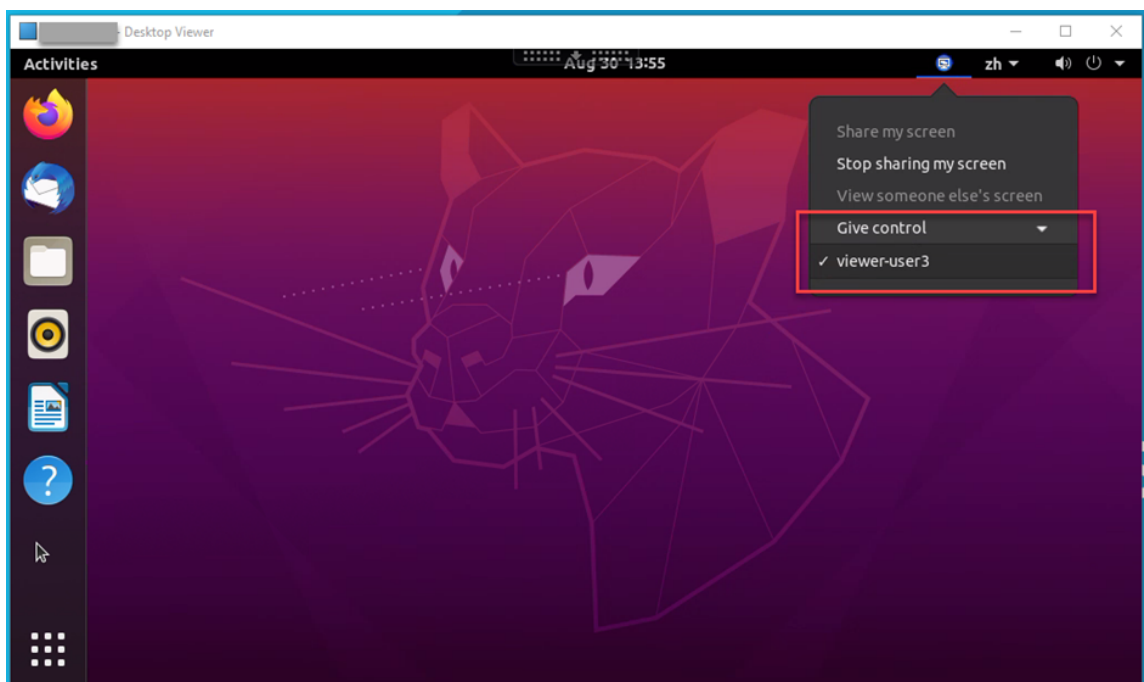 - Desktop Viewer
Activities
Aug 30 13:55
zh
Share my screen
Stop sharing my screen
View someone else's screen
Give control
✓ viewer-user3
?